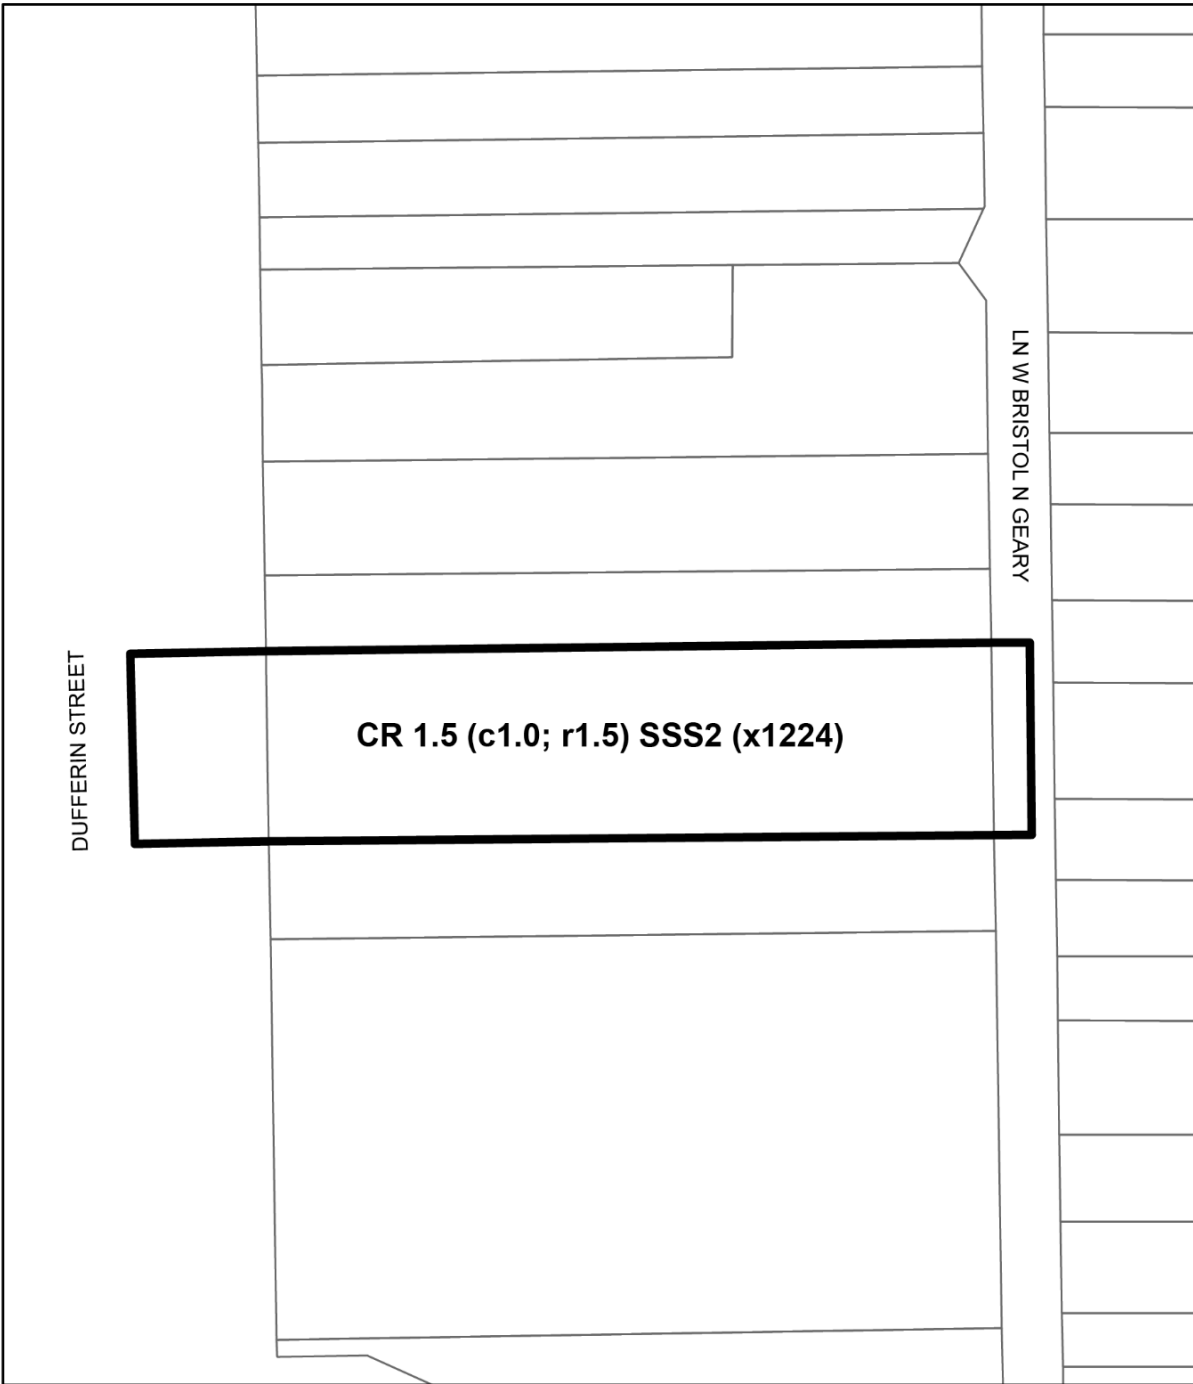 LN W BRISTOL N GEARY
DUFFERIN STREET
CR 1.5 (c1.0; r1.5) SSS2 (x1224)